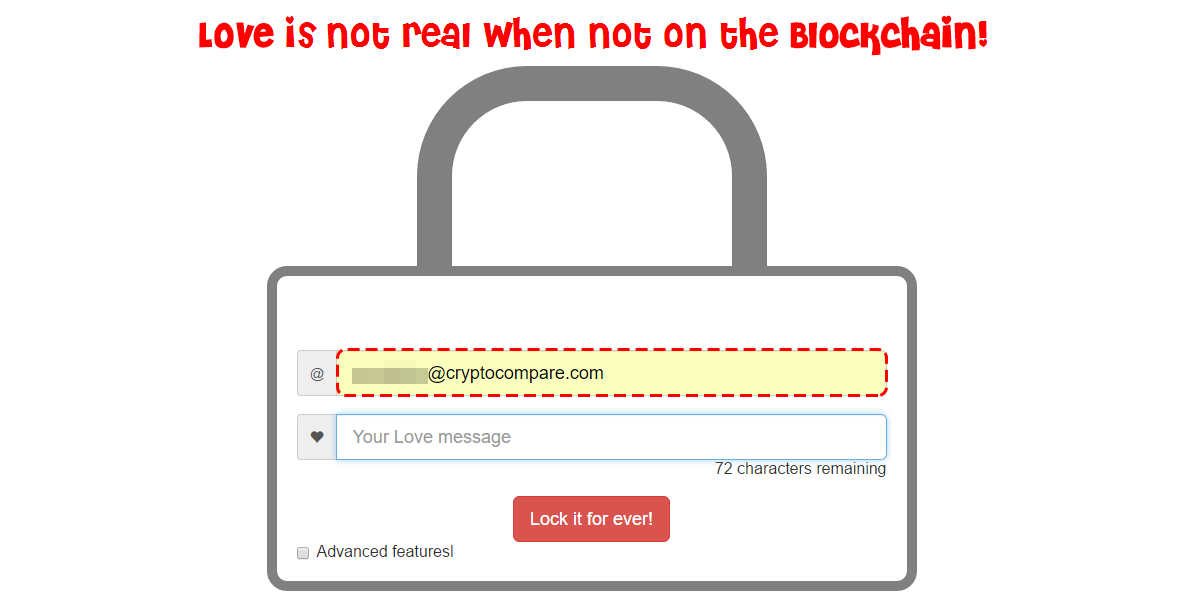 Love is not real when not on the Blockchain!
@
@cryptocompare.com
Your Love message
72 characters remaining
Lock it for ever!
Advanced features!